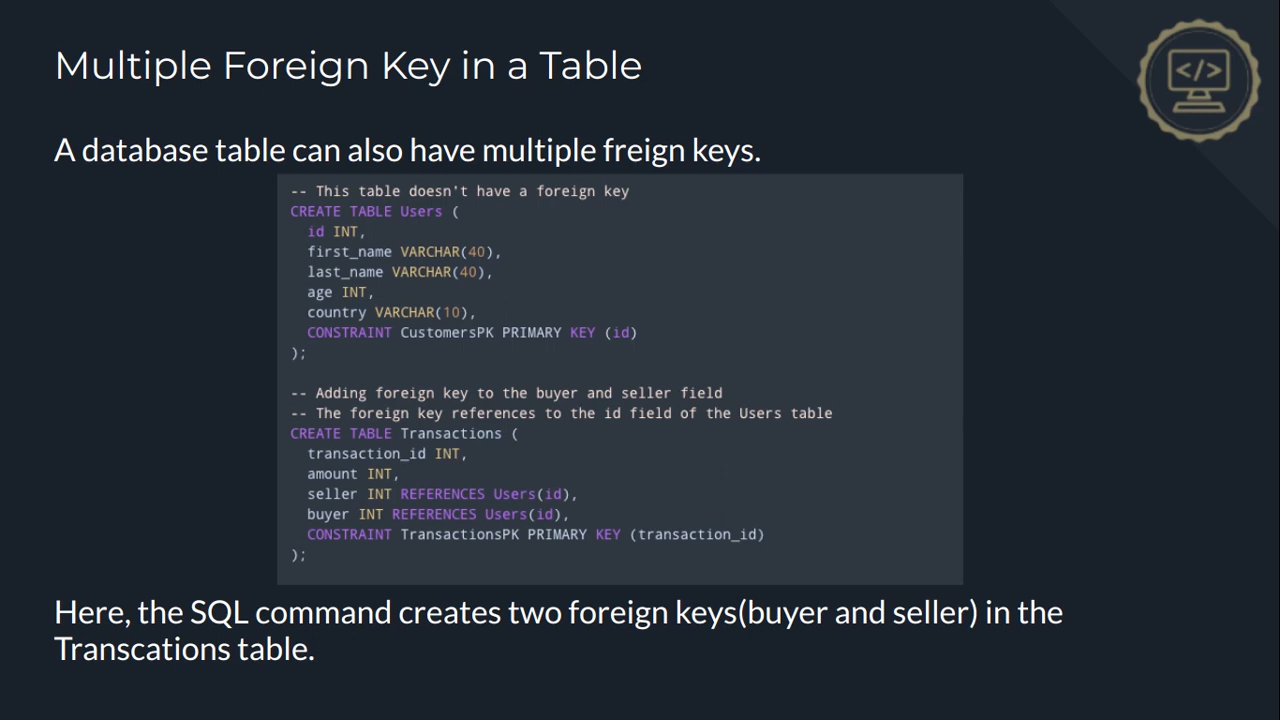 Multiple Foreign Key in a Table
</>
A database table can also have multiple freign keys.
-- This table doesn't have a foreign key
CREATE TABLE Users (
id INT,
first_name VARCHAR(40),
last_name VARCHAR(40),
age INT,
country VARCHAR(10),
CONSTRAINT CustomersPK PRIMARY KEY (id)
);
-- Adding foreign key to the buyer and seller field
-- The foreign key references to the id field of the Users table
CREATE TABLE Transactions (
transaction_id INT,
amount INT,
seller INT REFERENCES Users(id),
buyer INT REFERENCES Users(id),
CONSTRAINT TransactionsPK PRIMARY KEY (transaction_id)
);
Here, the SQL command creates two foreign keys(buyer and seller) in the
Transcations table.